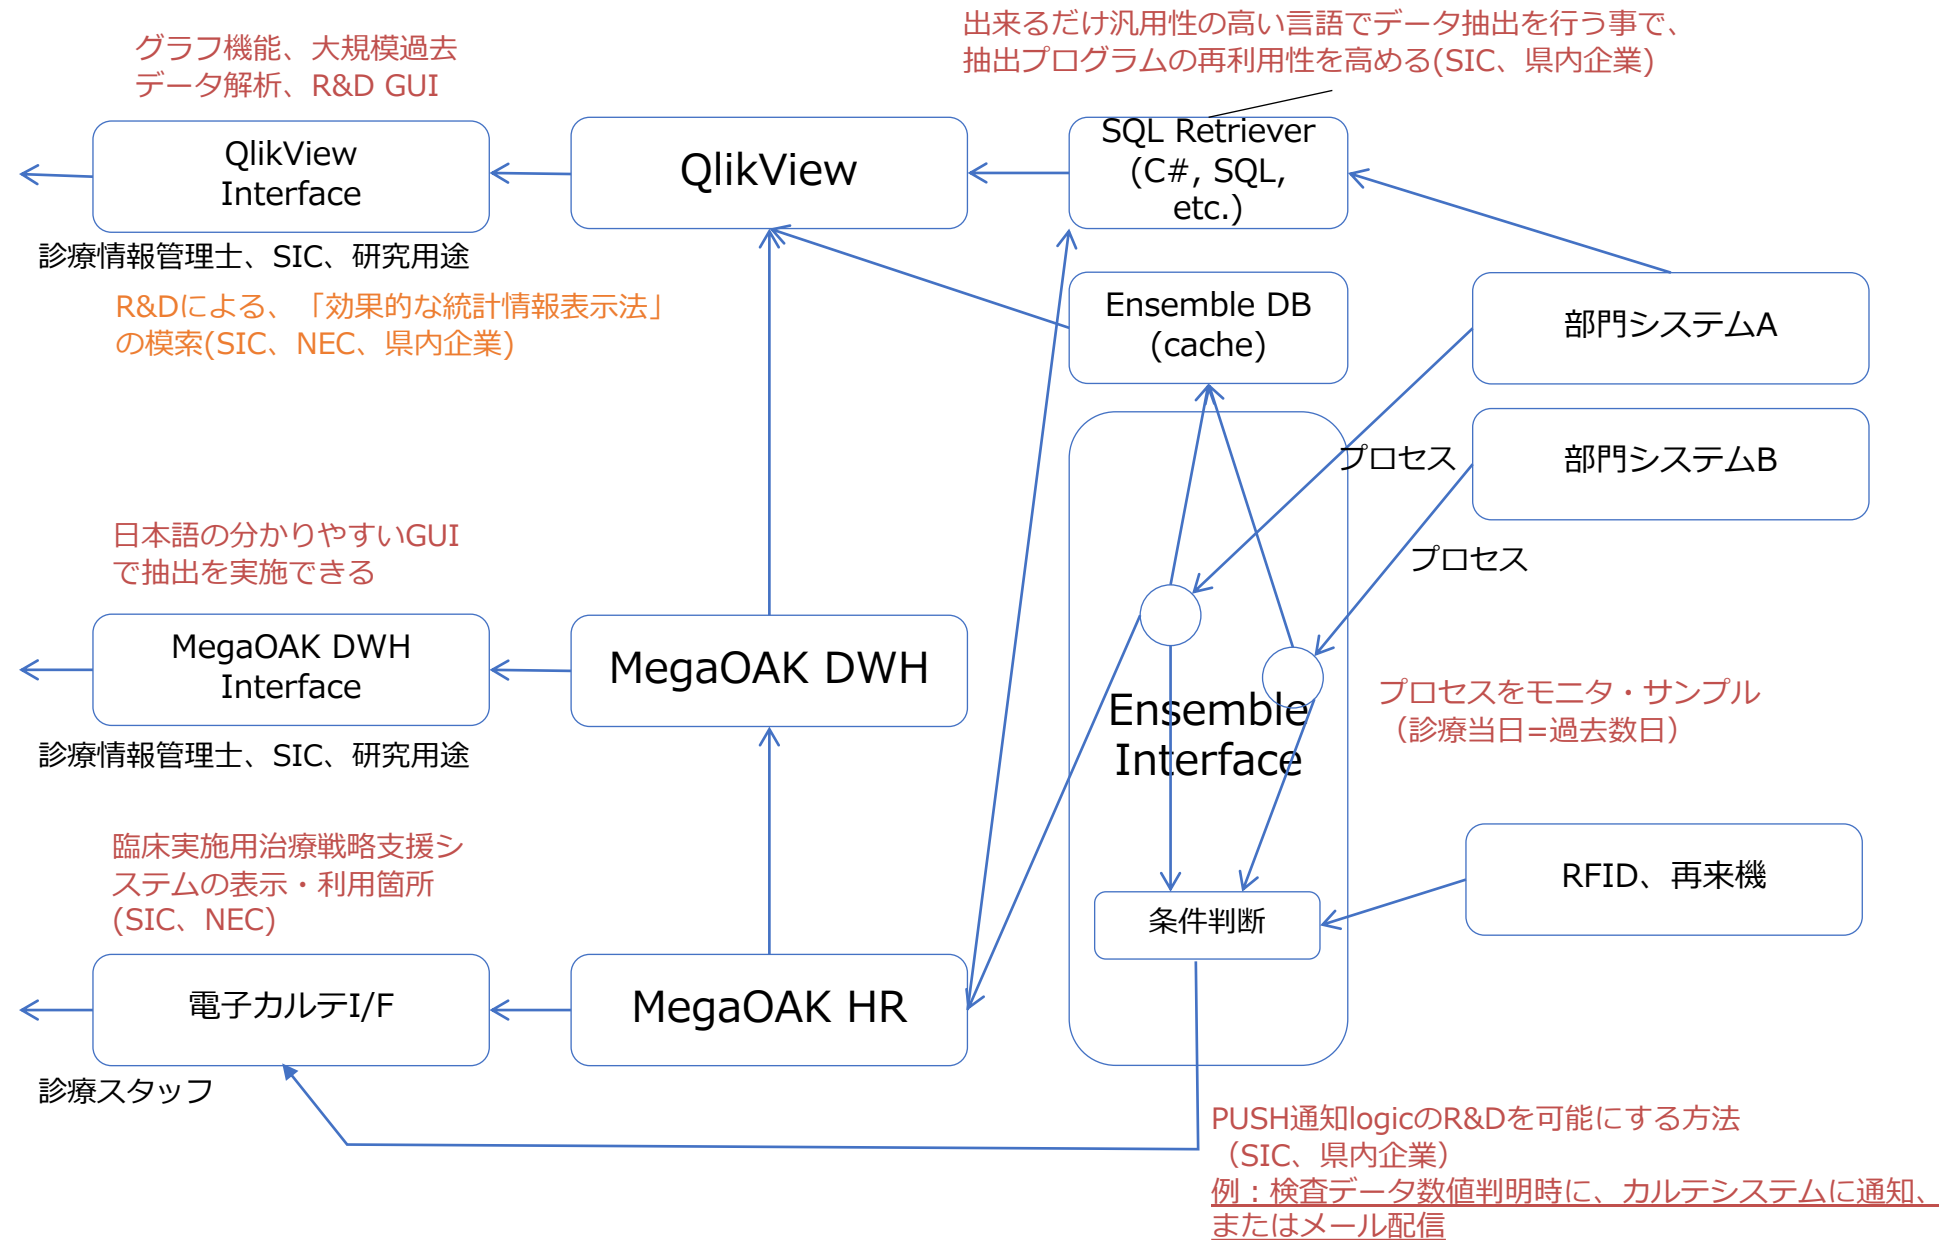 出来るだけ汎用性の高い言語でデータ抽出を行う事で、
抽出プログラムの再利用性を高める(SIC、県内企業)
グラフ機能、大規模過去
データ解析、R&D GUI
QlikView
Interface
QlikView
SQL Retriever
(C#, SQL,
etc.)
診療情報管理士、SIC、研究用途
R&Dによる、「効果的な統計情報表示法」
の模索(SIC、NEC、県内企業)
Ensemble DB
(cache)
部門システムA
プロセス
部門システムB
プロセス
日本語の分かりやすいGUI
で抽出を実施できる
MegaOAK DWH
Interface
MegaOAK DWH
Ensemble
Interface
プロセスをモニタ・サンプル
（診療当日=過去数日）
診療情報管理士、SIC、研究用途
臨床実施用治療戦略支援シ
ステムの表示・利用箇所
(SIC、NEC)
RFID、再来機
条件判断
電子カルテI/F
MegaOAK HR
診療スタッフ
PUSH通知logicのR&Dを可能にする方法
（SIC、県内企業）
例：検査データ数値判明時に、カルテシステムに通知、
またはメール配信